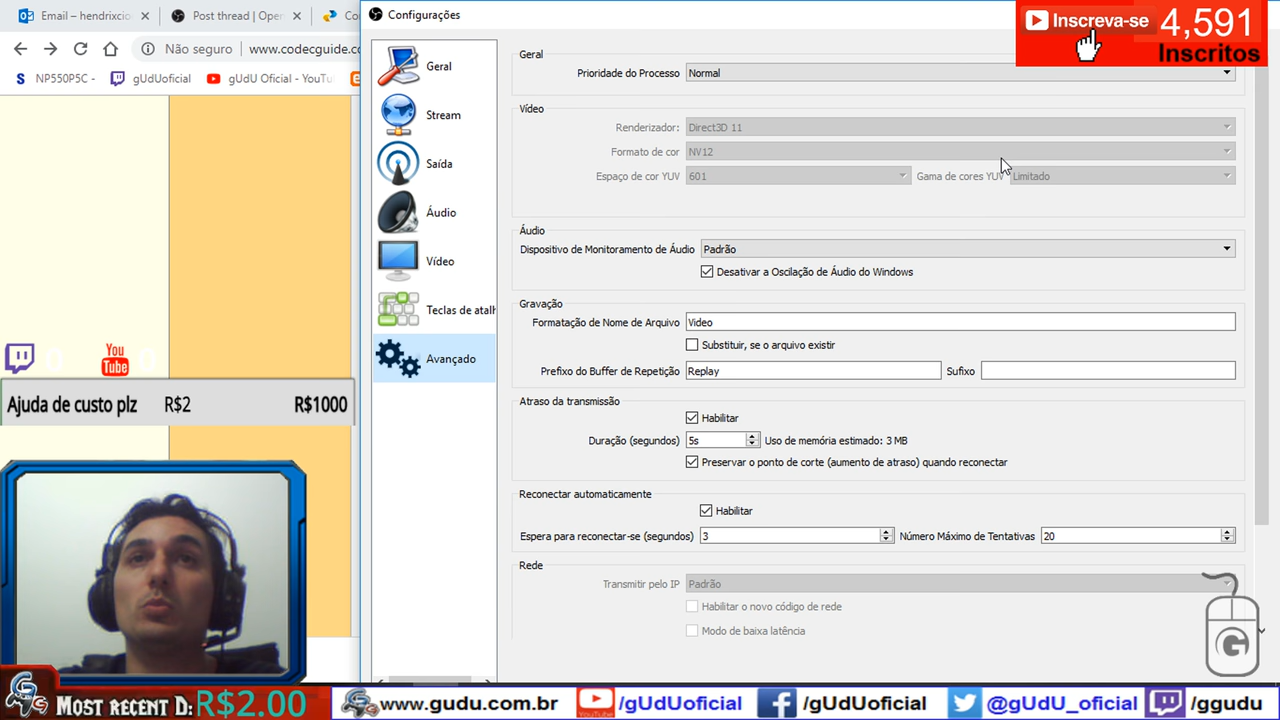 Email – hendrixcio
Post thread | Oper
Co
Configurações
Inscreva-se
4,591
Inscritos
Não seguro
www.codecguide.co
NP550P5C -
gUdUoficial
gUdU Oficial - YouTu
Geral
Stream
Saída
Áudio
Vídeo
Teclas de atalh
Avançado
Geral
Prioridade do Processo Normal
Vídeo
Renderizador: Direct3D 11
Formato de cor NV12
Espaço de cor YUV 601 Gama de cores YUV Limitado
Áudio
Dispositivo de Monitoramento de Áudio Padrão
Desativar a Oscilação de Áudio do Windows
Gravação
Formatação de Nome de Arquivo Video
Substituir, se o arquivo existir
Prefixo do Buffer de Repetição Replay Sufixo
Atraso da transmissão
Habilitar
Duração (segundos) 5s Uso de memória estimado: 3 MB
Preservar o ponto de corte (aumento de atraso) quando reconectar
Reconectar automaticamente
Habilitar
Espera para reconectar-se (segundos) 3 Número Máximo de Tentativas 20
Rede
Transmitir pelo IP Padrão
Habilitar o novo código de rede
Modo de baixa latência
0
You
Tube
0
Ajuda de custo plz R$2 R$1000
G
Most recent D: R$2.00
www.gudu.com.br
YouTube
/gUdUoficial
/gUdUoficial
@gUdU_oficial
/ggudu